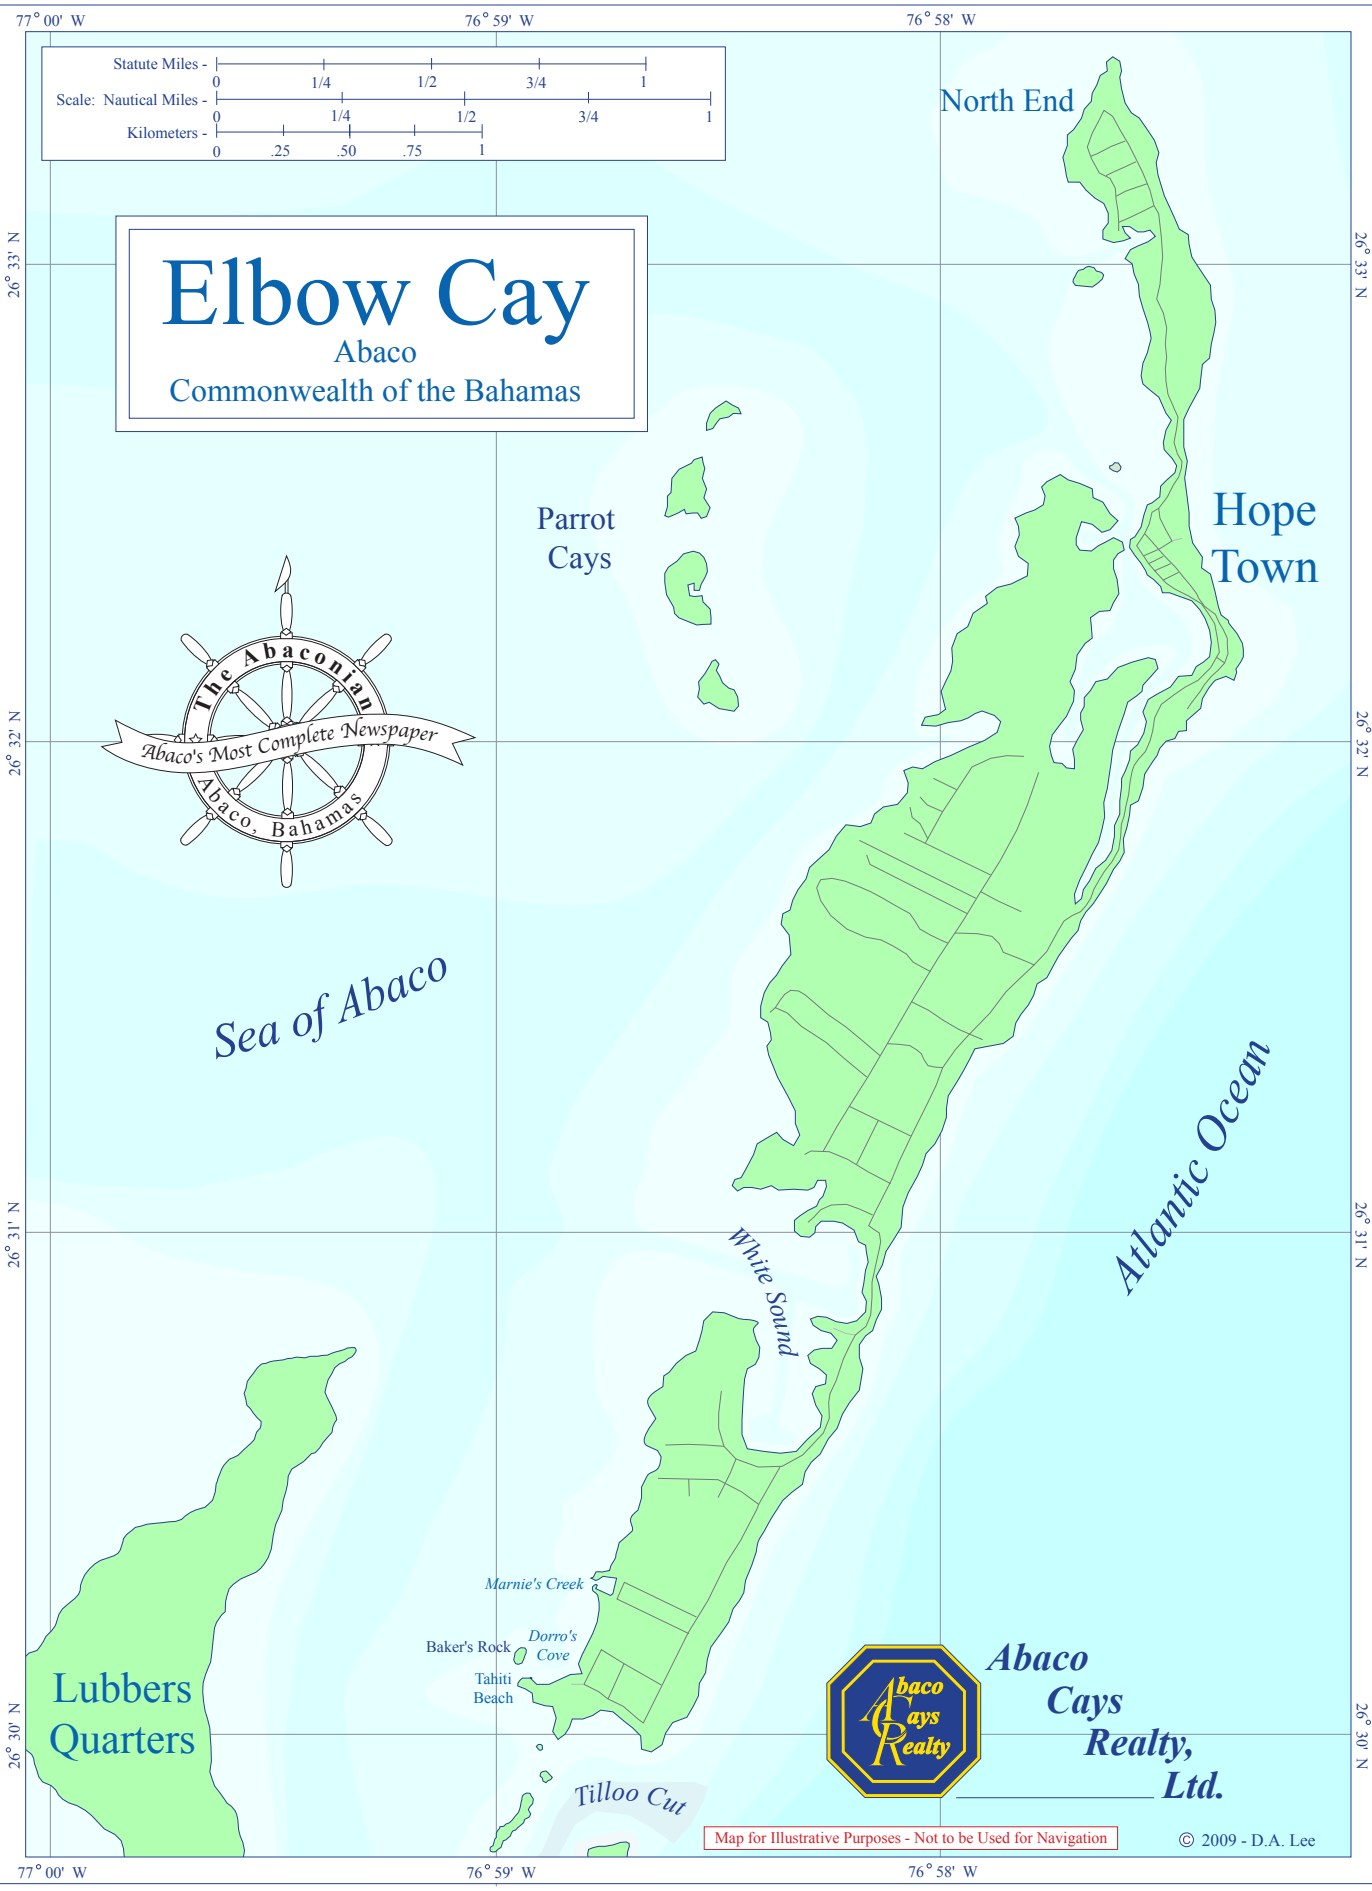 77° 00' W
76° 59' W
76° 58' W
Statute Miles -
0 1/4 1/2 3/4 1
Scale: Nautical Miles -
0 1/4 1/2 3/4 1
Kilometers -
0 .25 .50 .75 1
North End
26° 33' N
26° 33' N
Elbow Cay
Abaco
Commonwealth of the Bahamas
Parrot
Cays
Hope
Town
The Abaconian
Abaco's Most Complete Newspaper
Abaco, Bahamas
26° 32' N
26° 32' N
Sea of Abaco
Atlantic Ocean
26° 31' N
26° 31' N
White Sound
Marnie's Creek
Dorro's
Cove
Baker's Rock
Tahiti
Beach
Lubbers
Quarters
26° 30' N
26° 30' N
Abaco
Cays
Realty
Abaco
Cays
Realty,
Ltd.
Tilloo Cut
Map for Illustrative Purposes - Not to be Used for Navigation
© 2009 - D.A. Lee
77° 00' W
76° 59' W
76° 58' W